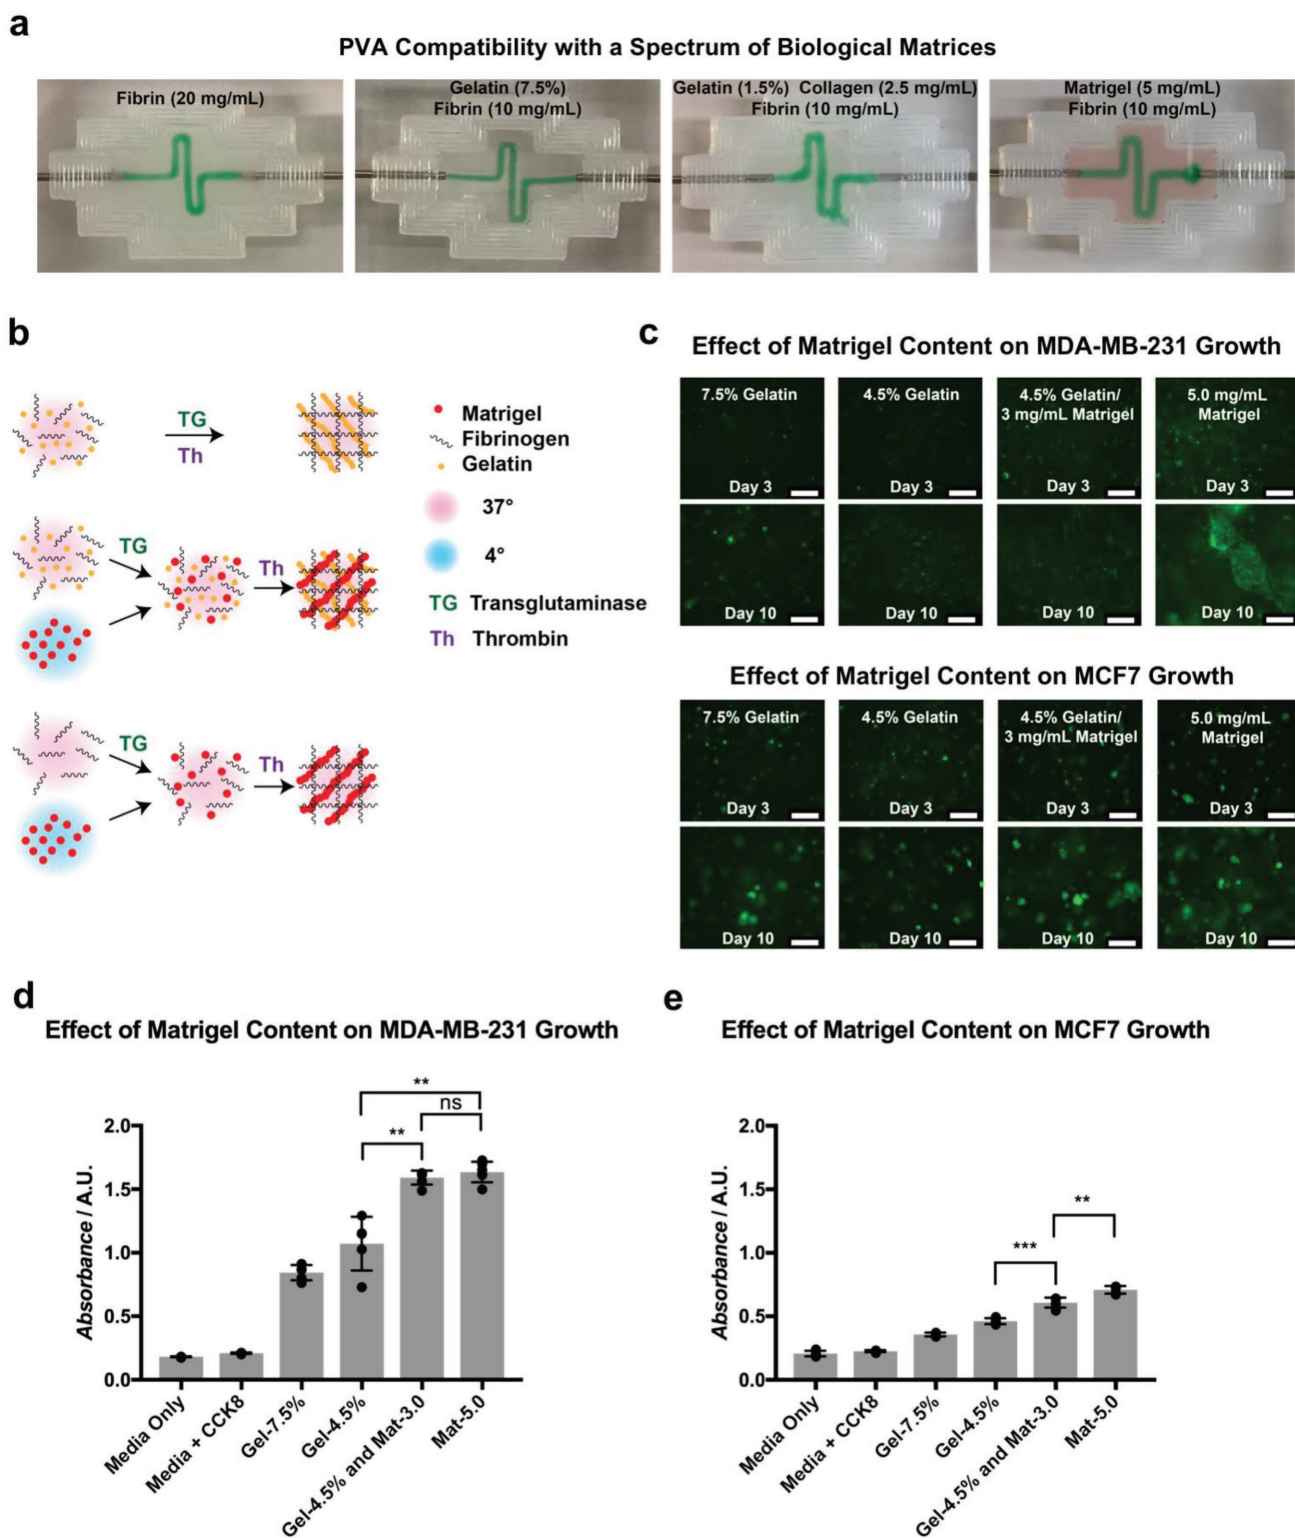 a
PVA Compatibility with a Spectrum of Biological Matrices
Fibrin (20 mg/mL)
Gelatin (7.5%)
Fibrin (10 mg/mL)
Gelatin (1.5%) Collagen (2.5 mg/mL)
Fibrin (10 mg/mL)
Matrigel (5 mg/mL)
Fibrin (10 mg/mL)
b
TG
Th
TG
Th
TG
Th
Matrigel
Fibrinogen
Gelatin
37°
4°
TG Transglutaminase
Th Thrombin
c
Effect of Matrigel Content on MDA-MB-231 Growth
7.5% Gelatin
Day 3
4.5% Gelatin
Day 3
4.5% Gelatin/
3 mg/mL Matrigel
Day 3
5.0 mg/mL
Matrigel
Day 3
Day 10
Day 10
Day 10
Day 10
Effect of Matrigel Content on MCF7 Growth
7.5% Gelatin
Day 3
4.5% Gelatin
Day 3
4.5% Gelatin/
3 mg/mL Matrigel
Day 3
5.0 mg/mL
Matrigel
Day 3
Day 10
Day 10
Day 10
Day 10
d
Effect of Matrigel Content on MDA-MB-231 Growth
Absorbance / A.U.
2.0
1.5
1.0
0.5
0.0
**
ns
**
Media Only
Media + CCK8
Gel-7.5%
Gel-4.5%
Gel-4.5% and Mat-3.0
Mat-5.0
e
Effect of Matrigel Content on MCF7 Growth
Absorbance / A.U.
2.0
1.5
1.0
0.5
0.0
**
***
Media Only
Media + CCK8
Gel-7.5%
Gel-4.5%
Gel-4.5% and Mat-3.0
Mat-5.0